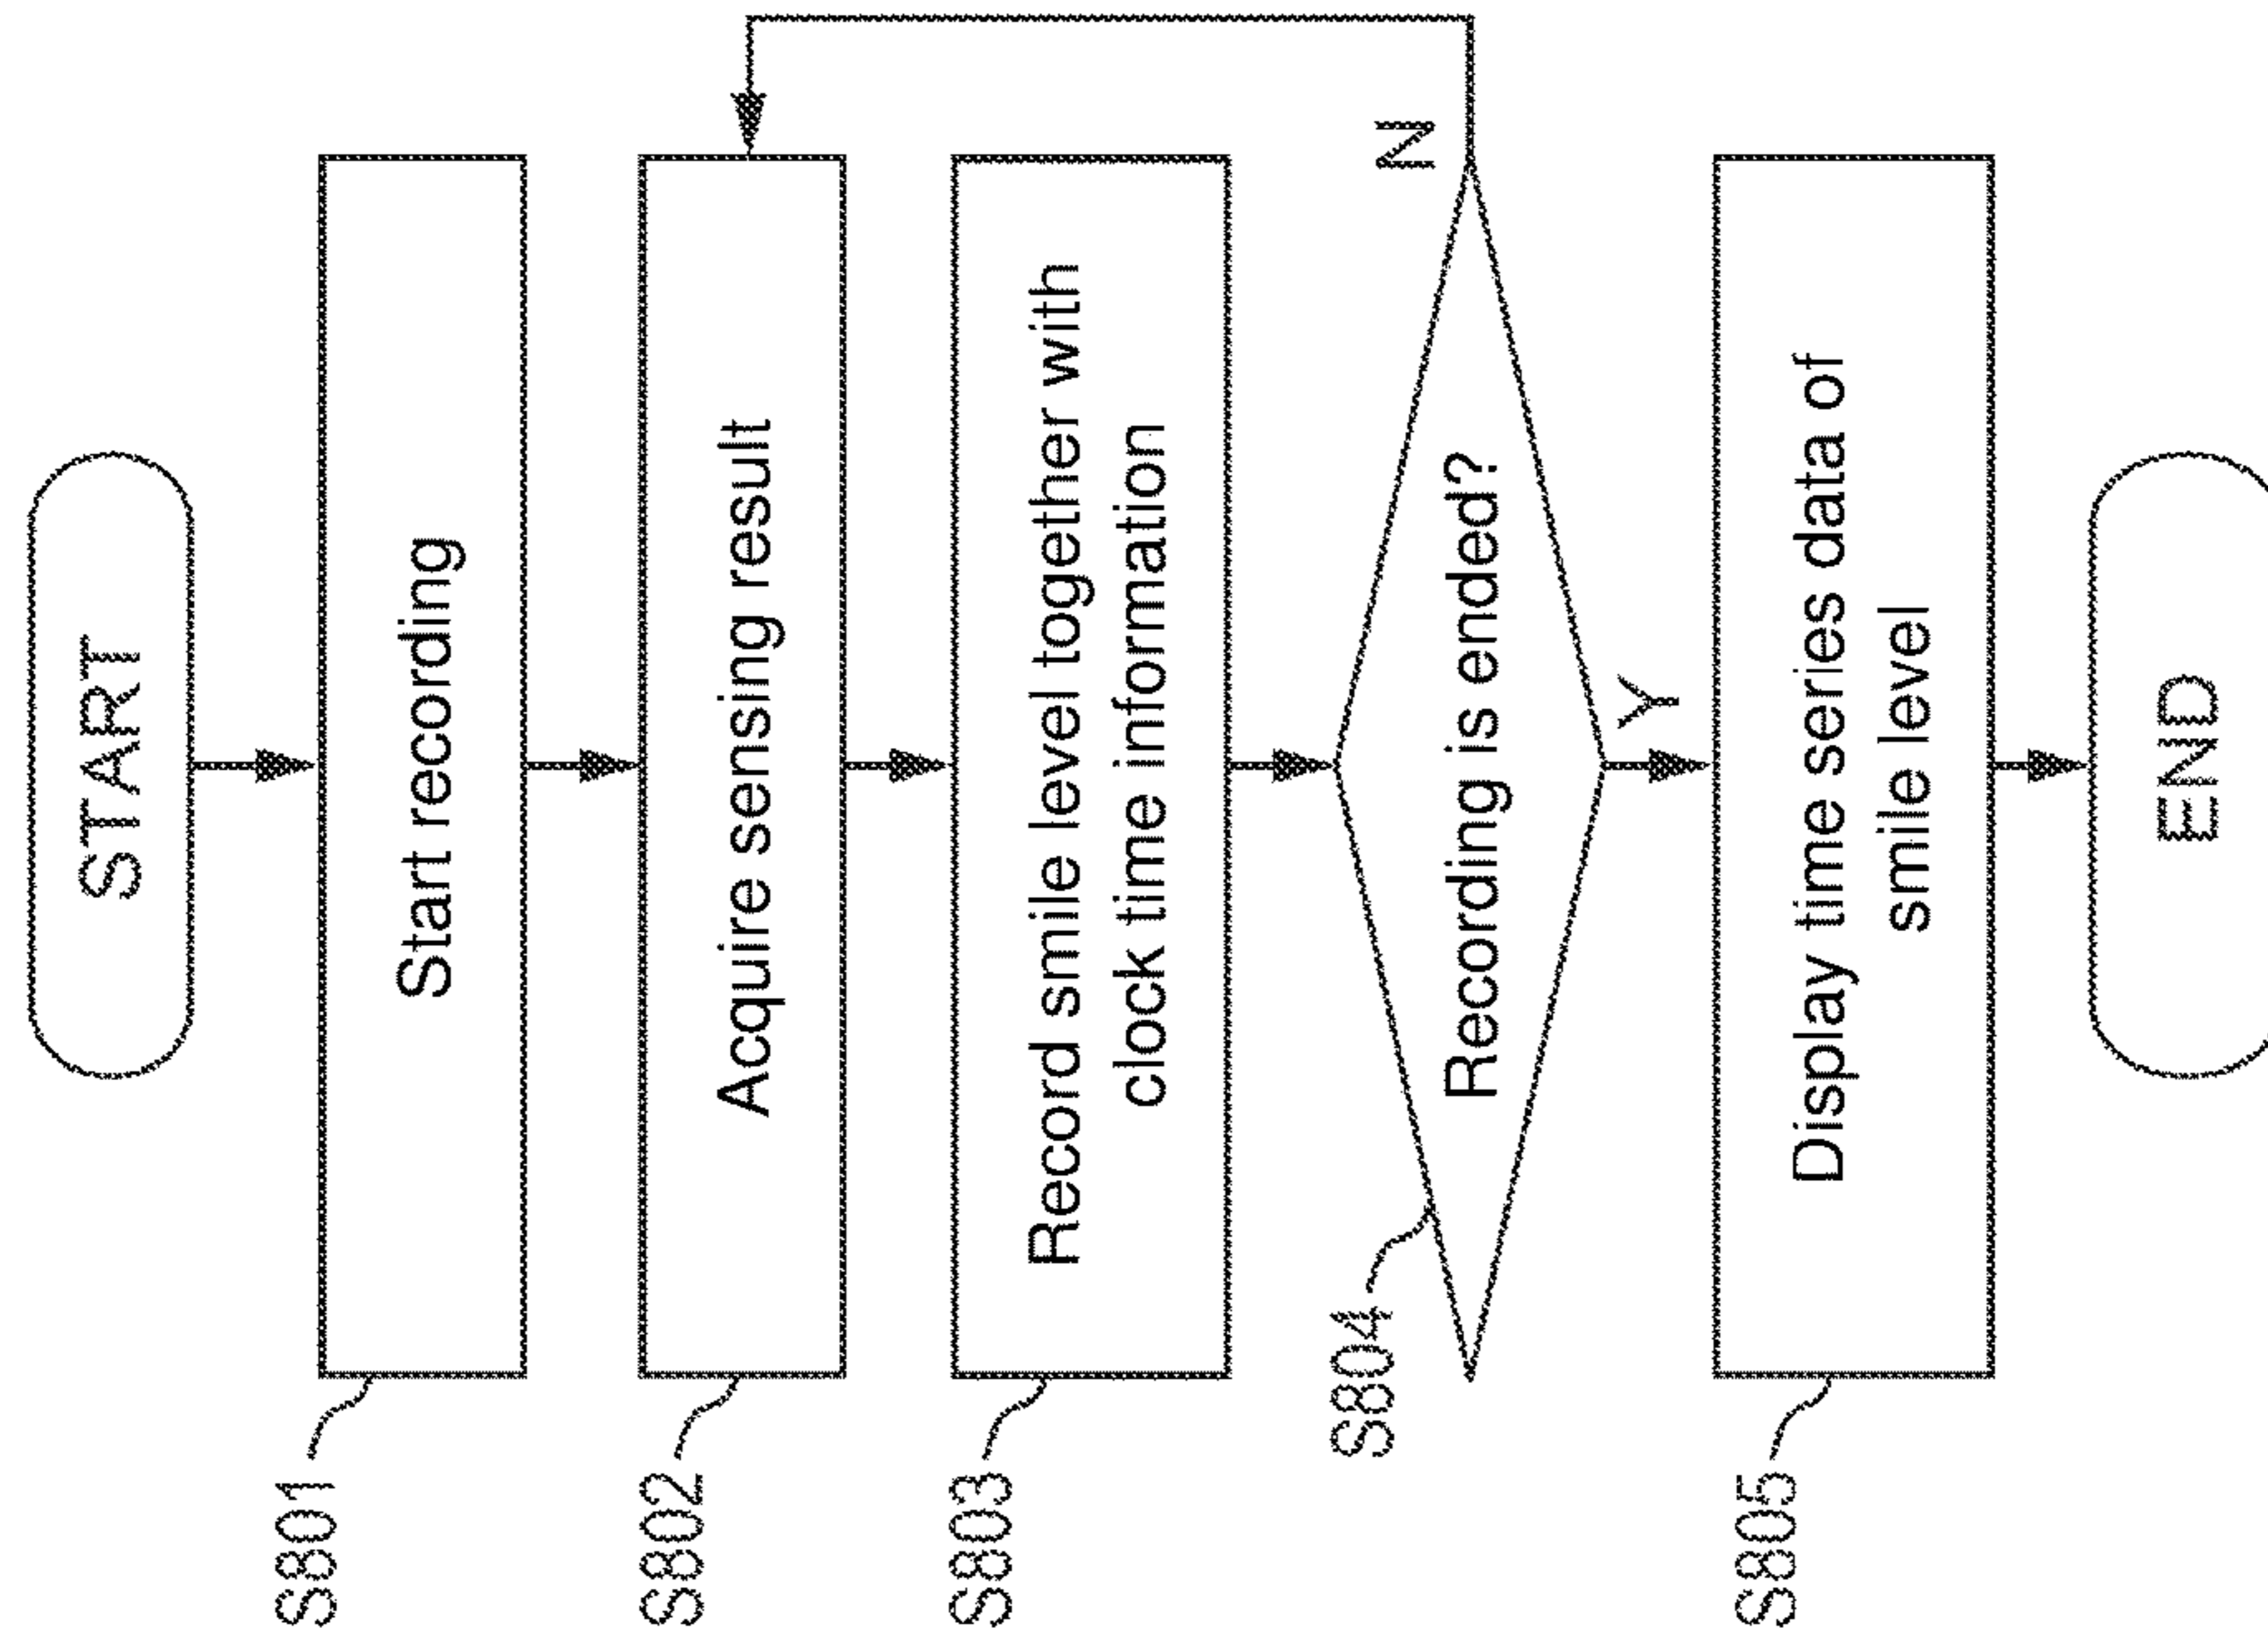 START
S801
Start recording
S802
Acquire sensing result
S803
Record smile level together with
clock time information
S804
Recording is ended?
N
Y
S805
Display time series data of
smile level
END